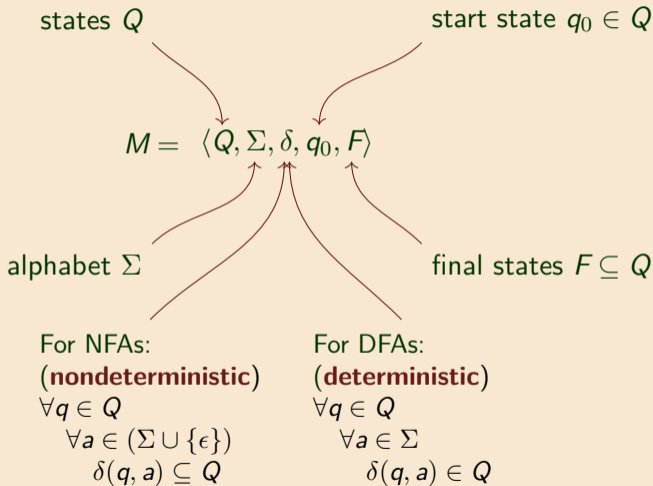 states Q
start state q₀ ∈ Q
M = ⟨Q, Σ, δ, q₀, F⟩
alphabet Σ
final states F ⊆ Q
For NFAs:
(nondeterministic)
∀q ∈ Q
∀a ∈ (Σ ∪ {ϵ})
δ(q, a) ⊆ Q
For DFAs:
(deterministic)
∀q ∈ Q
∀a ∈ Σ
δ(q, a) ∈ Q